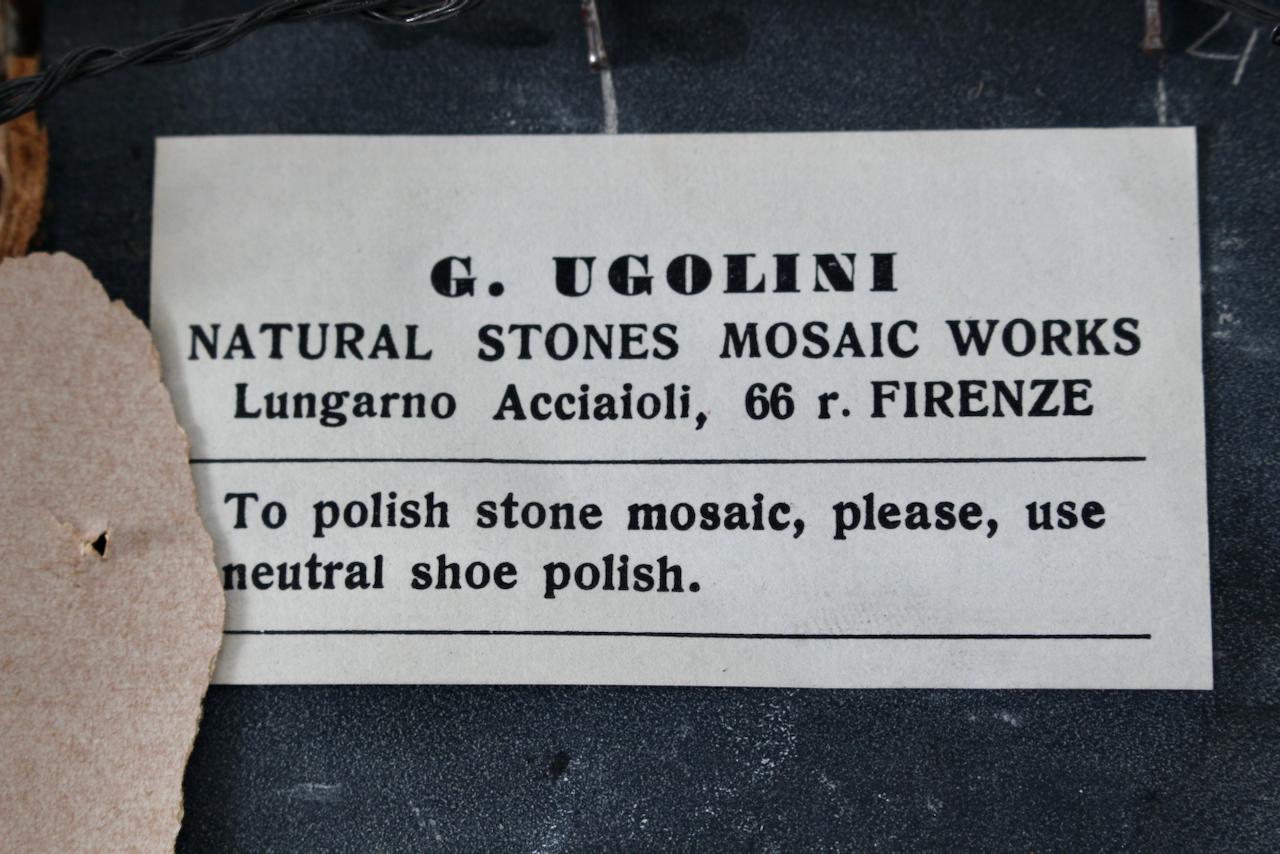 G. UGOLINI
NATURAL STONES MOSAIC WORKS
Lungarno Acciaioli, 66 r. FIRENZE
To polish stone mosaic, please, use
neutral shoe polish.